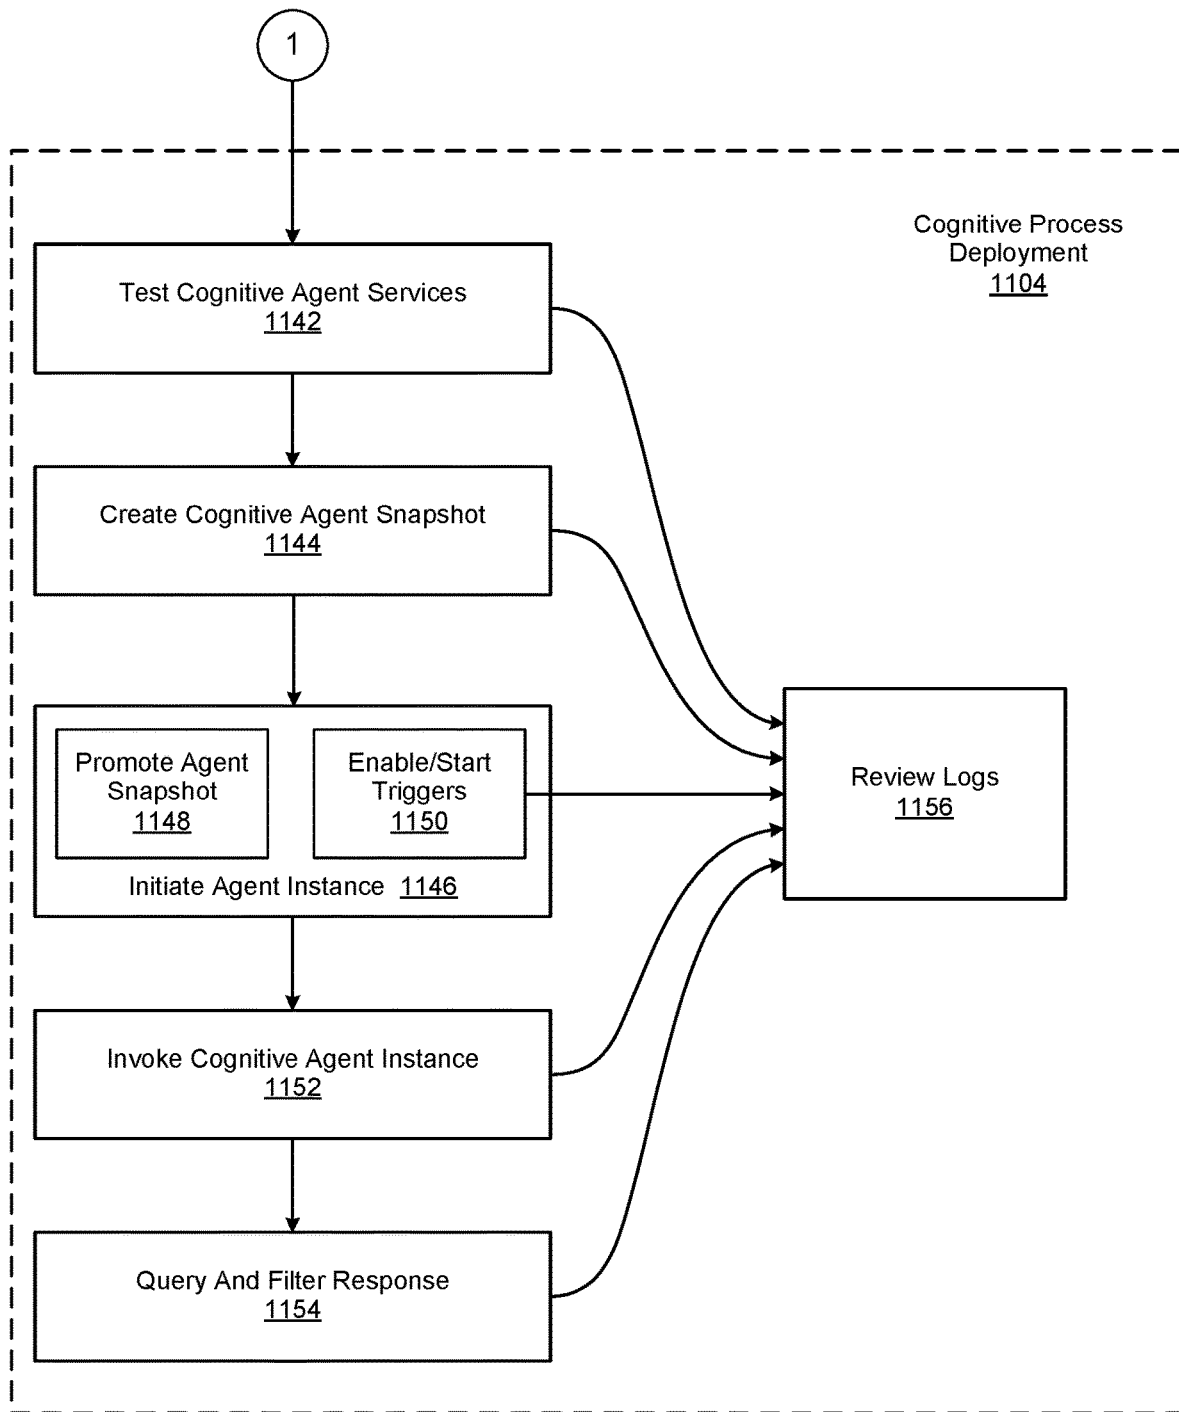 1
Cognitive Process
Deployment
1104
Test Cognitive Agent Services
1142
Create Cognitive Agent Snapshot
1144
Promote Agent
Snapshot
1148
Enable/Start
Triggers
1150
Initiate Agent Instance 1146
Review Logs
1156
Invoke Cognitive Agent Instance
1152
Query And Filter Response
1154